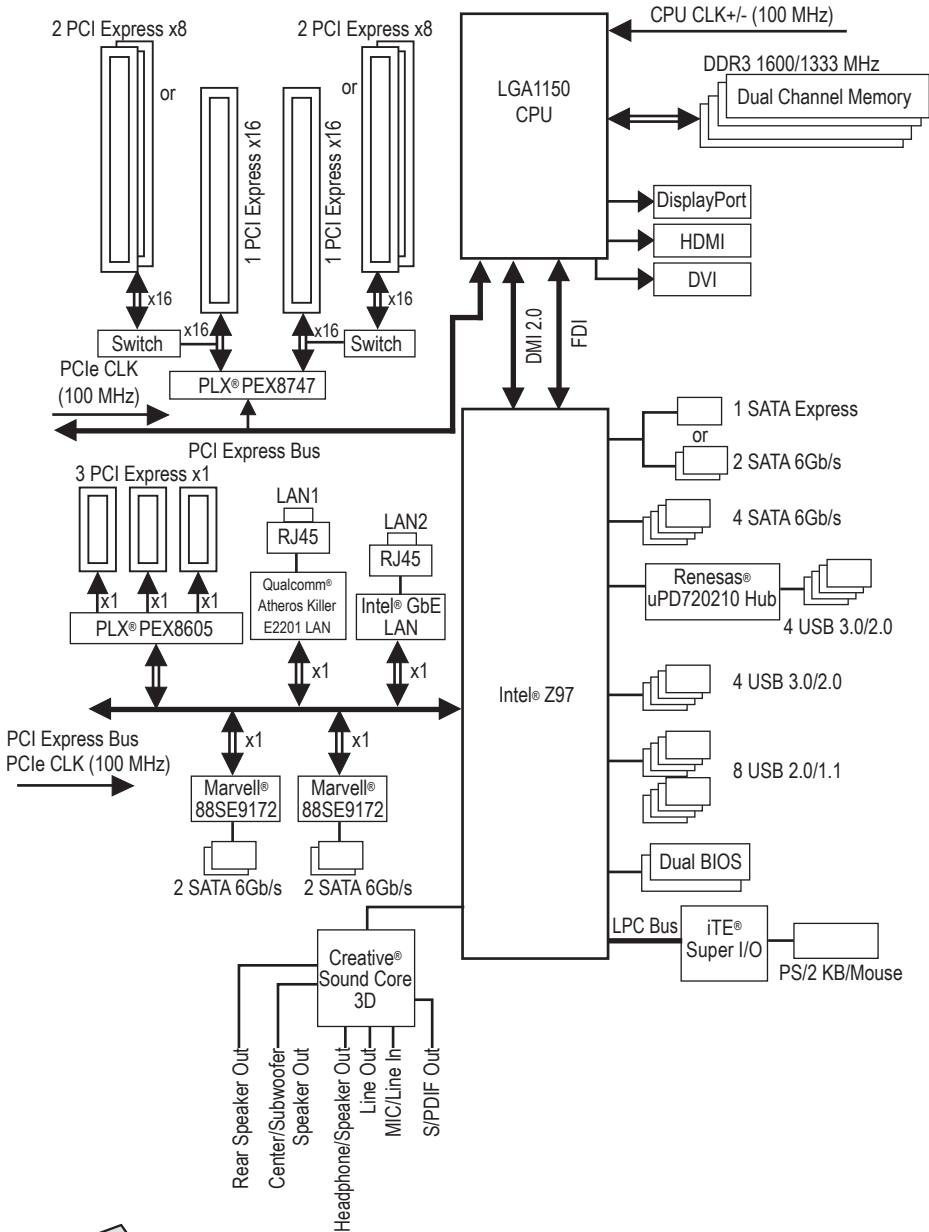 2 PCI Express x8
or
1 PCI Express x16
1 PCI Express x16
2 PCI Express x8
or
x16
x16
x16
x16
Switch
Switch
PLX® PEX8747
PCIe CLK
(100 MHz)
PCI Express Bus
LGA1150
CPU
CPU CLK+/- (100 MHz)
DDR3 1600/1333 MHz
Dual Channel Memory
DisplayPort
HDMI
DVI
DMI 2.0
FDI
3 PCI Express x1
x1
x1
x1
PLX® PEX8605
LAN1
RJ45
Qualcomm®
Atheros Killer
E2201 LAN
x1
LAN2
RJ45
Intel® GbE
LAN
x1
PCI Express Bus
PCIe CLK (100 MHz)
x1
x1
Marvell®
88SE9172
Marvell®
88SE9172
2 SATA 6Gb/s
2 SATA 6Gb/s
Intel® Z97
1 SATA Express
or
2 SATA 6Gb/s
4 SATA 6Gb/s
Renesas®
uPD720210 Hub
4 USB 3.0/2.0
4 USB 3.0/2.0
8 USB 2.0/1.1
Dual BIOS
LPC Bus
iTE®
Super I/O
PS/2 KB/Mouse
Creative®
Sound Core
3D
Rear Speaker Out
Center/Subwoofer
Speaker Out
Headphone/Speaker Out
Line Out
MIC/Line In
S/PDIF Out